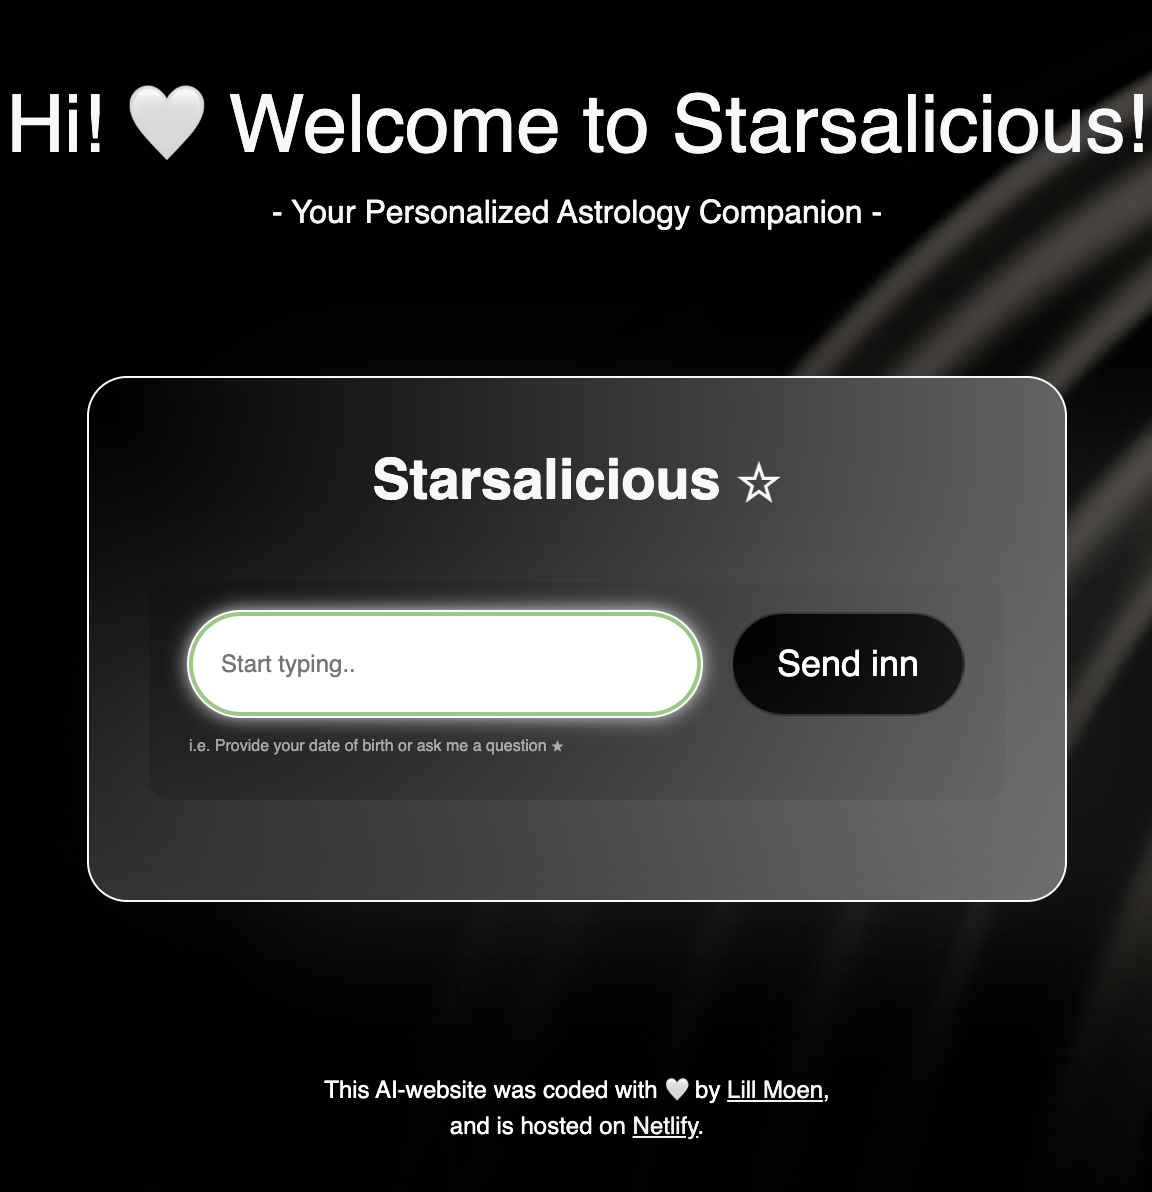 Hi! 🤍 Welcome to Starsalicious!
- Your Personalized Astrology Companion -
Starsalicious ☆
Start typing..
Send inn
i.e. Provide your date of birth or ask me a question ★
This AI-website was coded with 🤍 by Lill Moen,
and is hosted on Netlify.